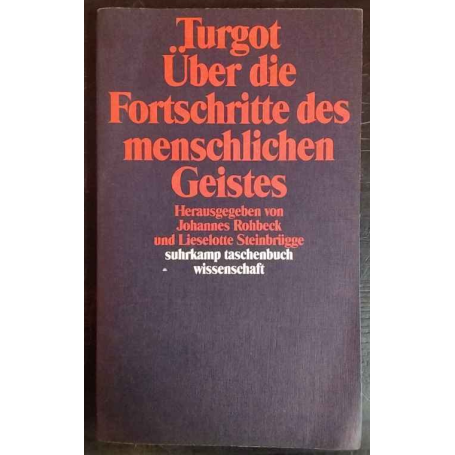 Turgot
Über die
Fortschritte des
menschlichen
Geistes
Herausgegeben von
Johannes Rohbeck
und Lieselotte Steinbrügge
suhrkamp taschenbuch
wissenschaft